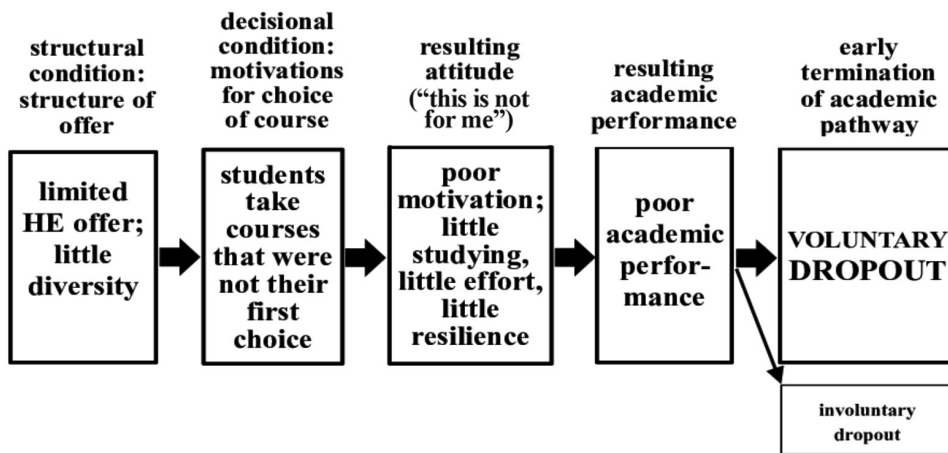 structural
condition:
structure of
offer
decisional
condition:
motivations
for choice
of course
resulting
attitude
(“this is not
for me”)
resulting
academic
performance
early
termination
of academic
pathway
limited
HE offer;
little
diversity
students
take
courses
that were
not their
first
choice
poor
motivation;
little
studying,
little effort,
little
resilience
poor
academic
perfor-
mance
VOLUNTARY
DROPOUT
involuntary
dropout